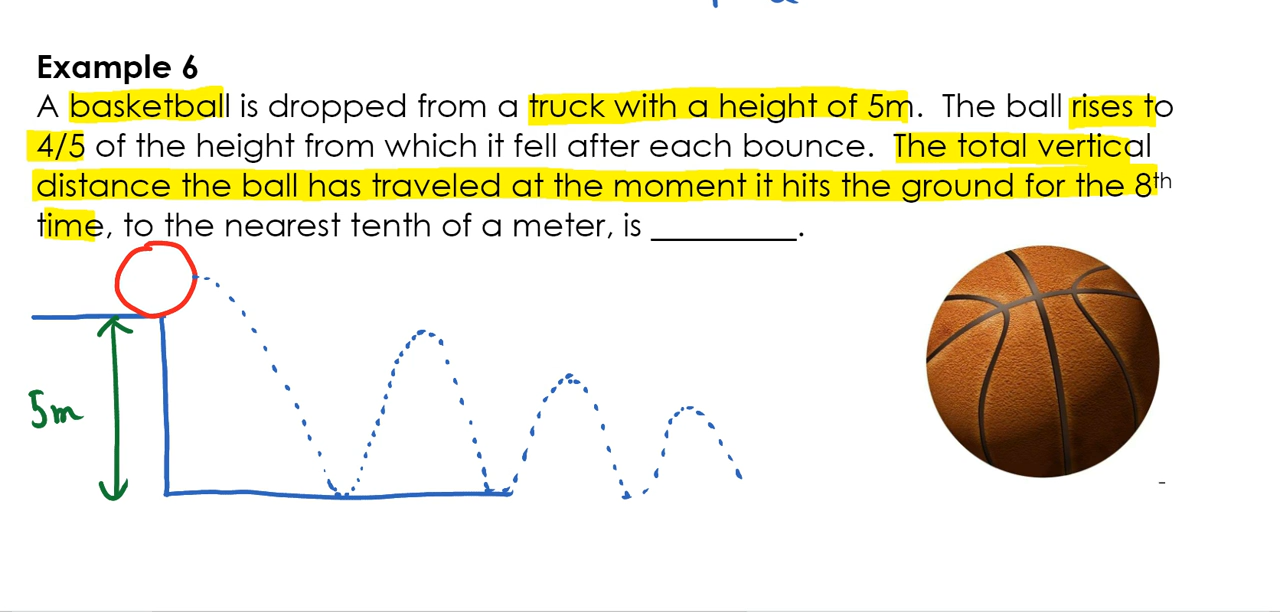 Example 6
A basketball is dropped from a truck with a height of 5m. The ball rises to
4/5 of the height from which it fell after each bounce. The total vertical
distance the ball has traveled at the moment it hits the ground for the 8th
time, to the nearest tenth of a meter, is __________.
5m